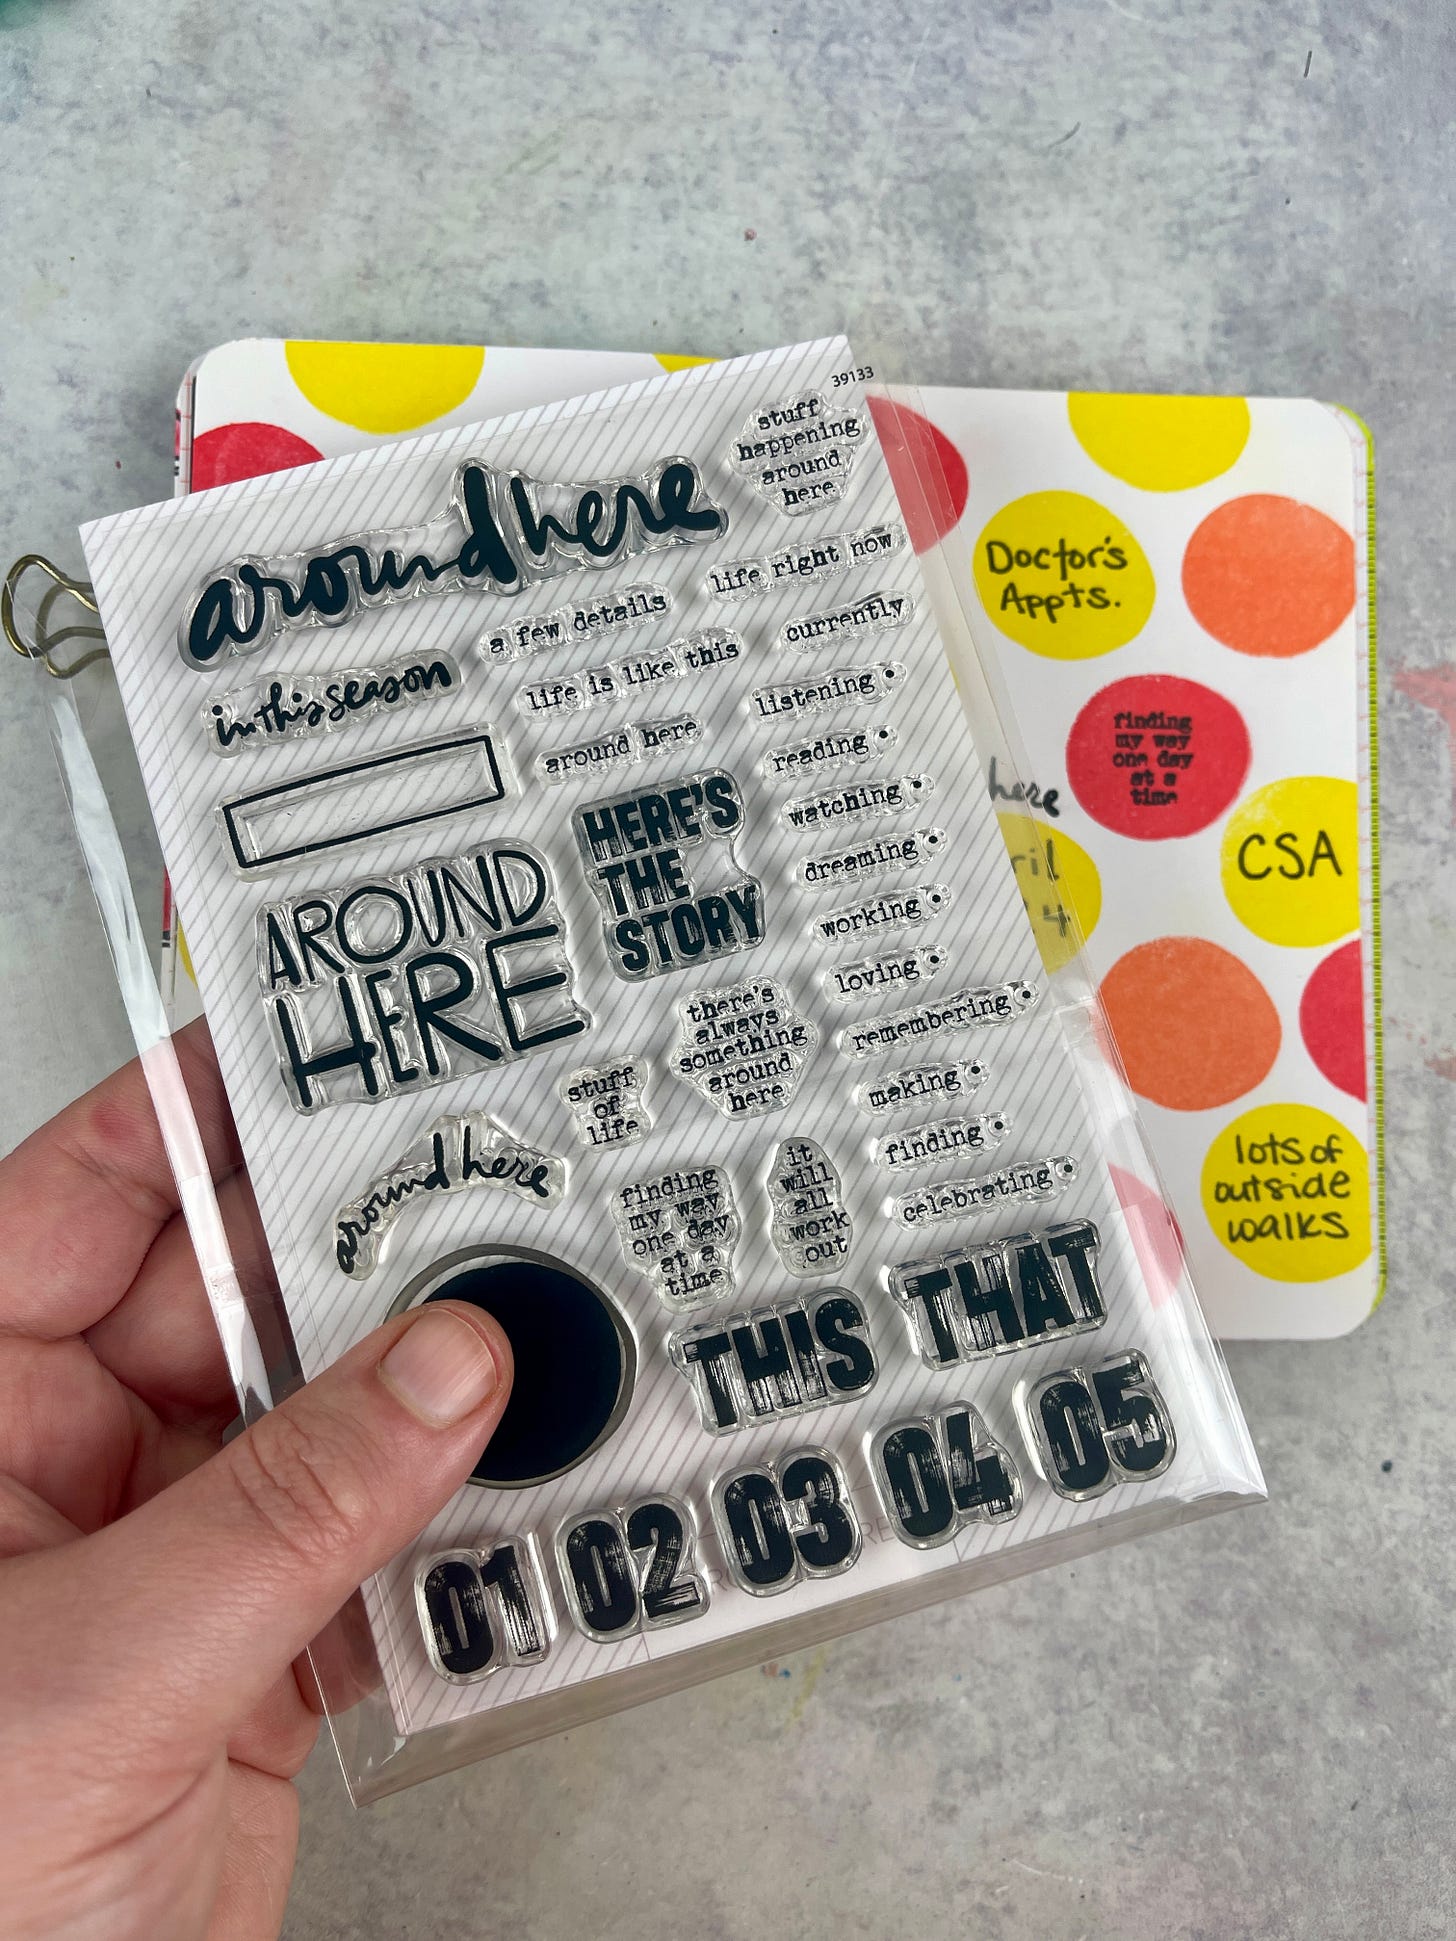 39133
around here
stuff
happening
around
here
life right now
a few details
currently
in this season
life is like this
listening •
around here
reading •
watching •
HERE'S
THE
STORY
dreaming •
AROUND
HERE
working •
loving •
there's
always
something
around
here
remembering •
stuff
of
life
making •
around here
finding •
finding
my way
one day
at a
time
it
will
all
work
out
celebrating •
THIS
THAT
01
02
03
04
05
Doctor's
Appts.
finding
my way
one day
at a
time
here
CSA
lots of
outside
walks